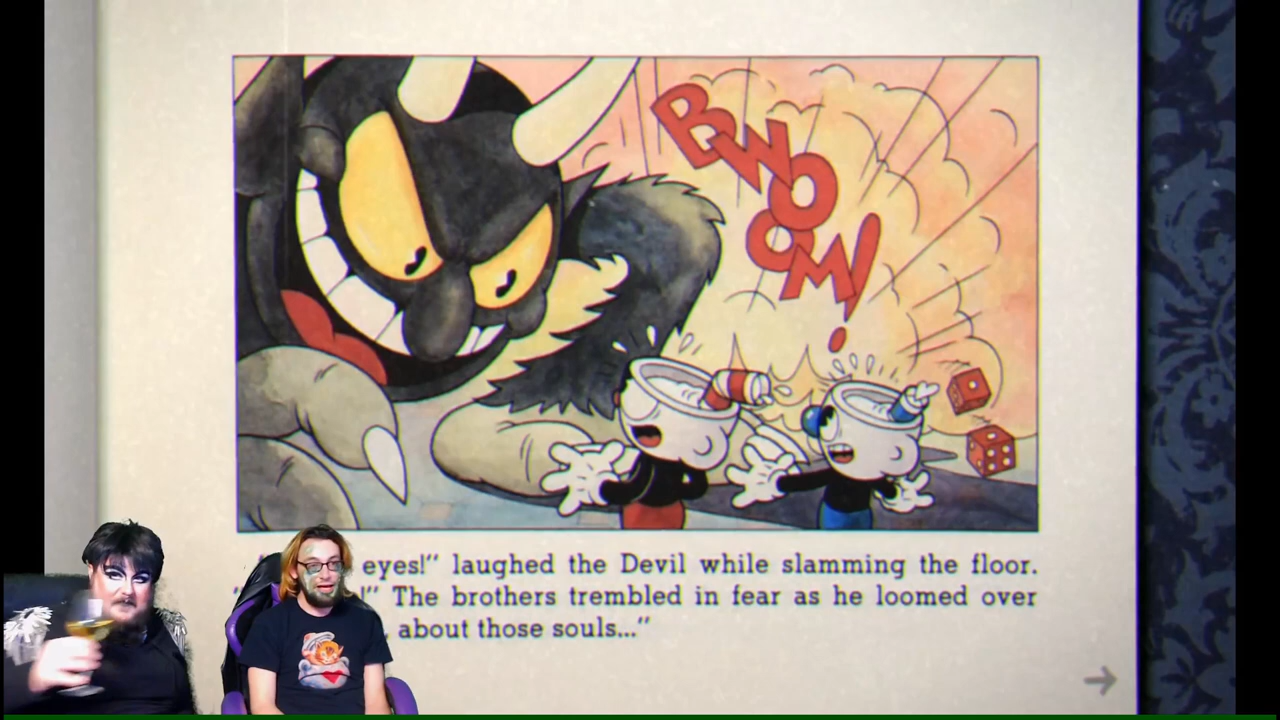 BWOOM!
eyes!” laughed the Devil while slamming the floor.
!” The brothers trembled in fear as he loomed over
, about those souls...”